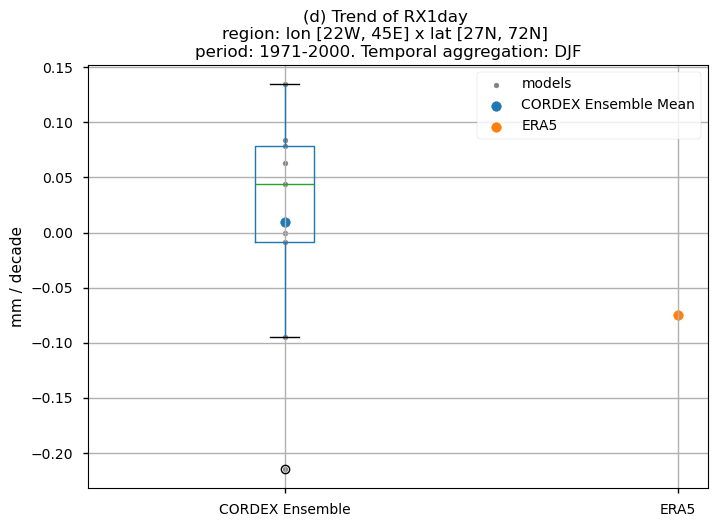 (d) Trend of RX1day
region: lon [22W, 45E] x lat [27N, 72N]
period: 1971-2000. Temporal aggregation: DJF
models
CORDEX Ensemble Mean
ERA5
mm / decade
0.15
0.10
0.05
0.00
−0.05
−0.10
−0.15
−0.20
CORDEX Ensemble
ERA5